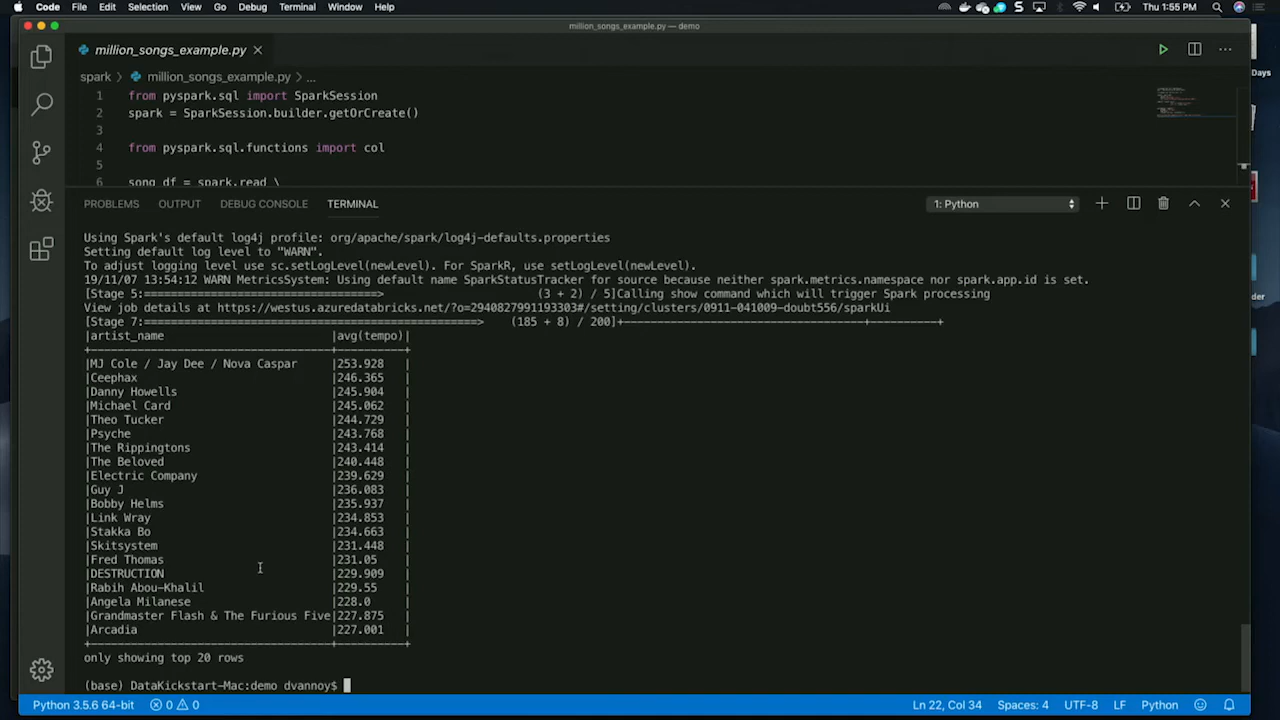 Code File Edit Selection View Go Debug Terminal Window Help Thu 1:55 PM
million_songs_example.py — demo
Days
million_songs_example.py
spark > million_songs_example.py > ...
1 from pyspark.sql import SparkSession
2 spark = SparkSession.builder.getOrCreate()
3
4 from pyspark.sql.functions import col
5
6 song_df = spark.read \
PROBLEMS OUTPUT DEBUG CONSOLE TERMINAL 1: Python
Using Spark's default log4j profile: org/apache/spark/log4j-defaults.properties
Setting default log level to "WARN".
To adjust logging level use sc.setLogLevel(newLevel). For SparkR, use setLogLevel(newLevel).
19/11/07 13:54:12 WARN MetricsSystem: Using default name SparkStatusTracker for source because neither spark.metrics.namespace nor spark.app.id is set.
[Stage 5:==============================> (3 + 2) / 5]Calling show command which will trigger Spark processing
View job details at https://westus.azuredatabricks.net/?o=2940827991193303#/setting/clusters/0911-041009-doubt556/sparkUi
[Stage 7:=================================================> (185 + 8) / 200]+-------------------------------------+----------+
|artist_name |avg(tempo)|
+-------------------------------------+----------+
|MJ Cole / Jay Dee / Nova Caspar |253.928 |
|Ceephax |246.365 |
|Danny Howells |245.904 |
|Michael Card |245.062 |
|Theo Tucker |244.729 |
|Psyche |243.768 |
|The Rippingtons |243.414 |
|The Beloved |240.448 |
|Electric Company |239.629 |
|Guy J |236.083 |
|Bobby Helms |235.937 |
|Link Wray |234.853 |
|Stakka Bo |234.663 |
|Skitsystem |231.448 |
|Fred Thomas |231.05 |
|DESTRUCTION |229.909 |
|Rabih Abou-Khalil |229.55 |
|Angela Milanese |228.0 |
|Grandmaster Flash & The Furious Five|227.875 |
|Arcadia |227.001 |
+-------------------------------------+----------+
only showing top 20 rows
(base) DataKickstart-Mac:demo dvannoy$
Python 3.5.6 64-bit 0 0 Ln 22, Col 34 Spaces: 4 UTF-8 LF Python